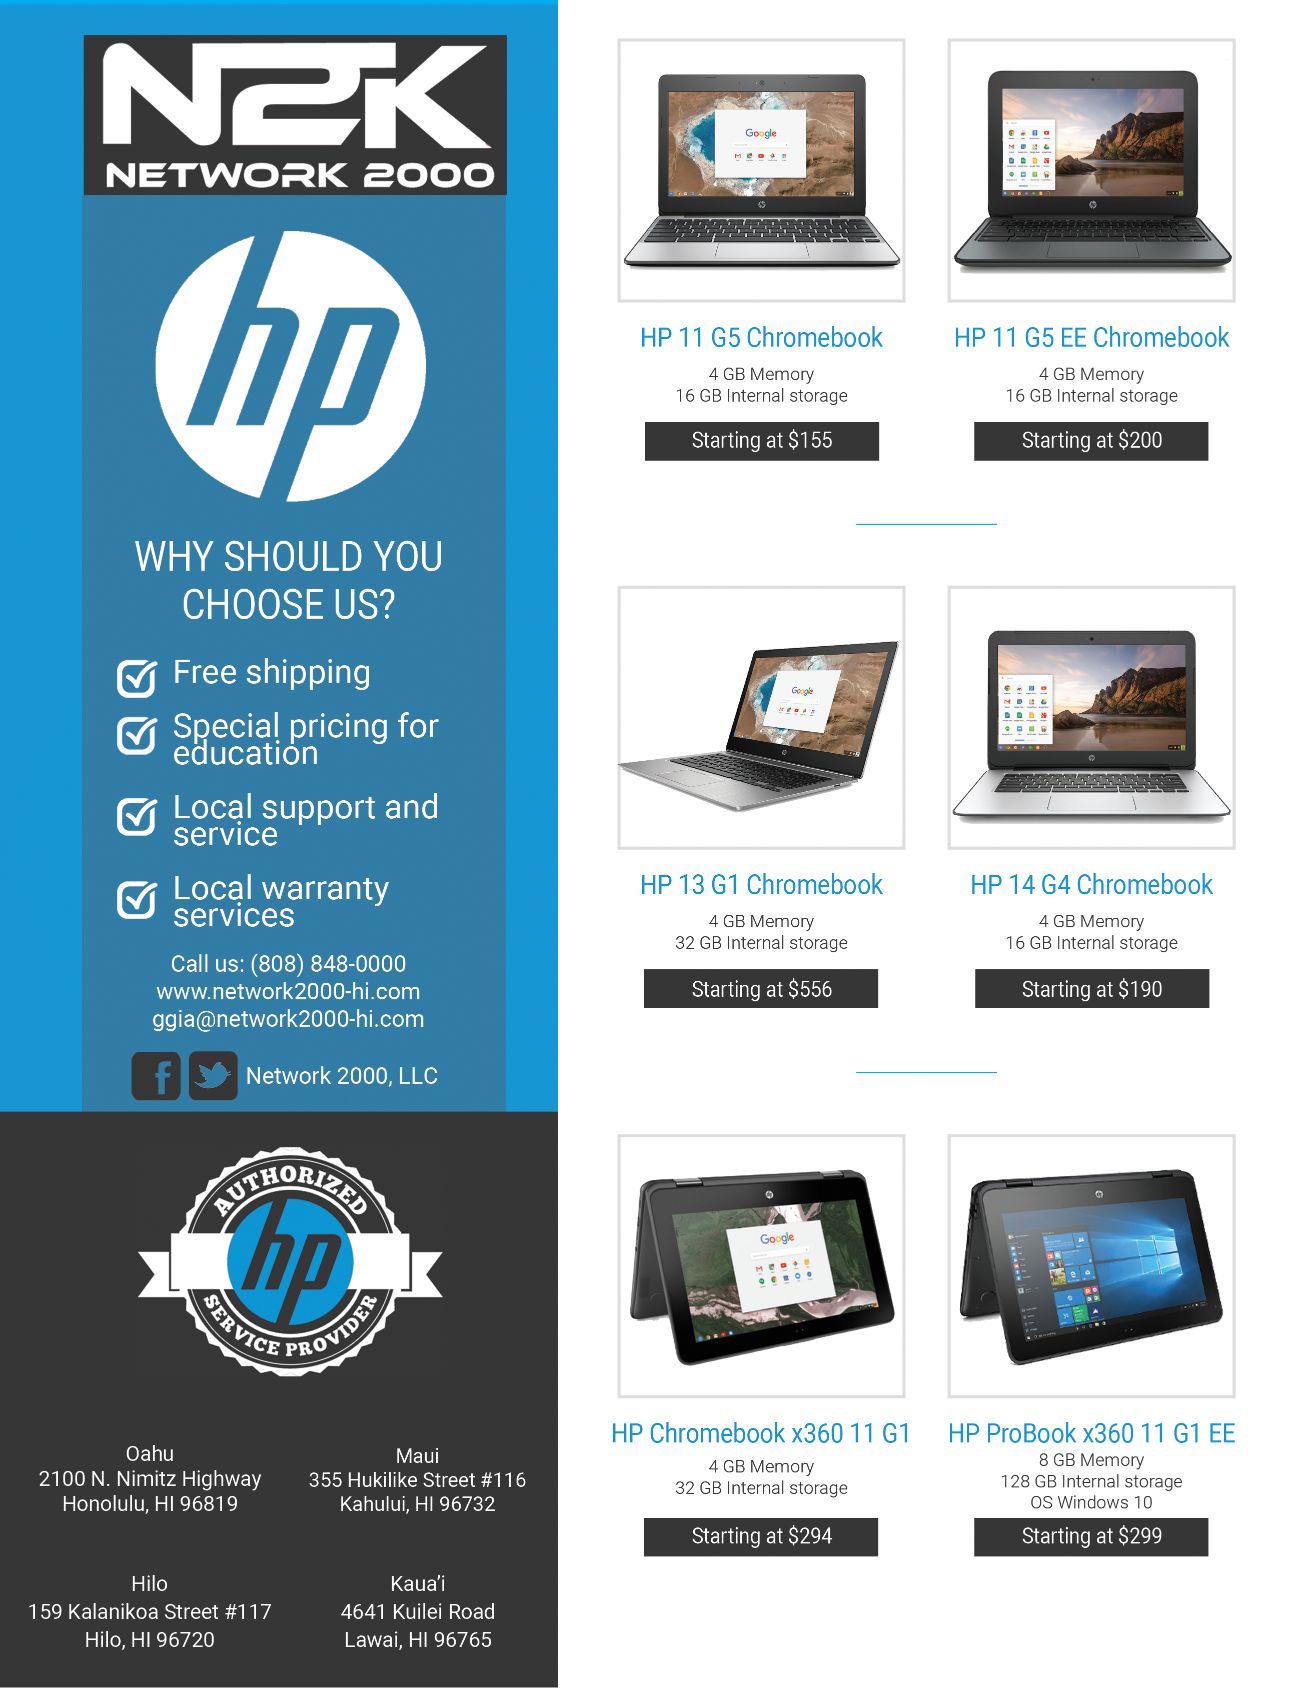 N2K
NETWORK 2000
hp
WHY SHOULD YOU
CHOOSE US?
Free shipping
Special pricing for
education
Local support and
service
Local warranty
services
Call us: (808) 848-0000
www.network2000-hi.com
ggia@network2000-hi.com
Network 2000, LLC
AUTHORIZED
hp
SERVICE PROVIDER
Oahu
2100 N. Nimitz Highway
Honolulu, HI 96819
Maui
355 Hukilike Street #116
Kahului, HI 96732
Hilo
159 Kalanikoa Street #117
Hilo, HI 96720
Kaua’i
4641 Kuilei Road
Lawai, HI 96765
Google
HP 11 G5 Chromebook
4 GB Memory
16 GB Internal storage
Starting at $155
HP 11 G5 EE Chromebook
4 GB Memory
16 GB Internal storage
Starting at $200
Google
HP 13 G1 Chromebook
4 GB Memory
32 GB Internal storage
Starting at $556
HP 14 G4 Chromebook
4 GB Memory
16 GB Internal storage
Starting at $190
Google
HP Chromebook x360 11 G1
4 GB Memory
32 GB Internal storage
Starting at $294
HP ProBook x360 11 G1 EE
8 GB Memory
128 GB Internal storage
OS Windows 10
Starting at $299